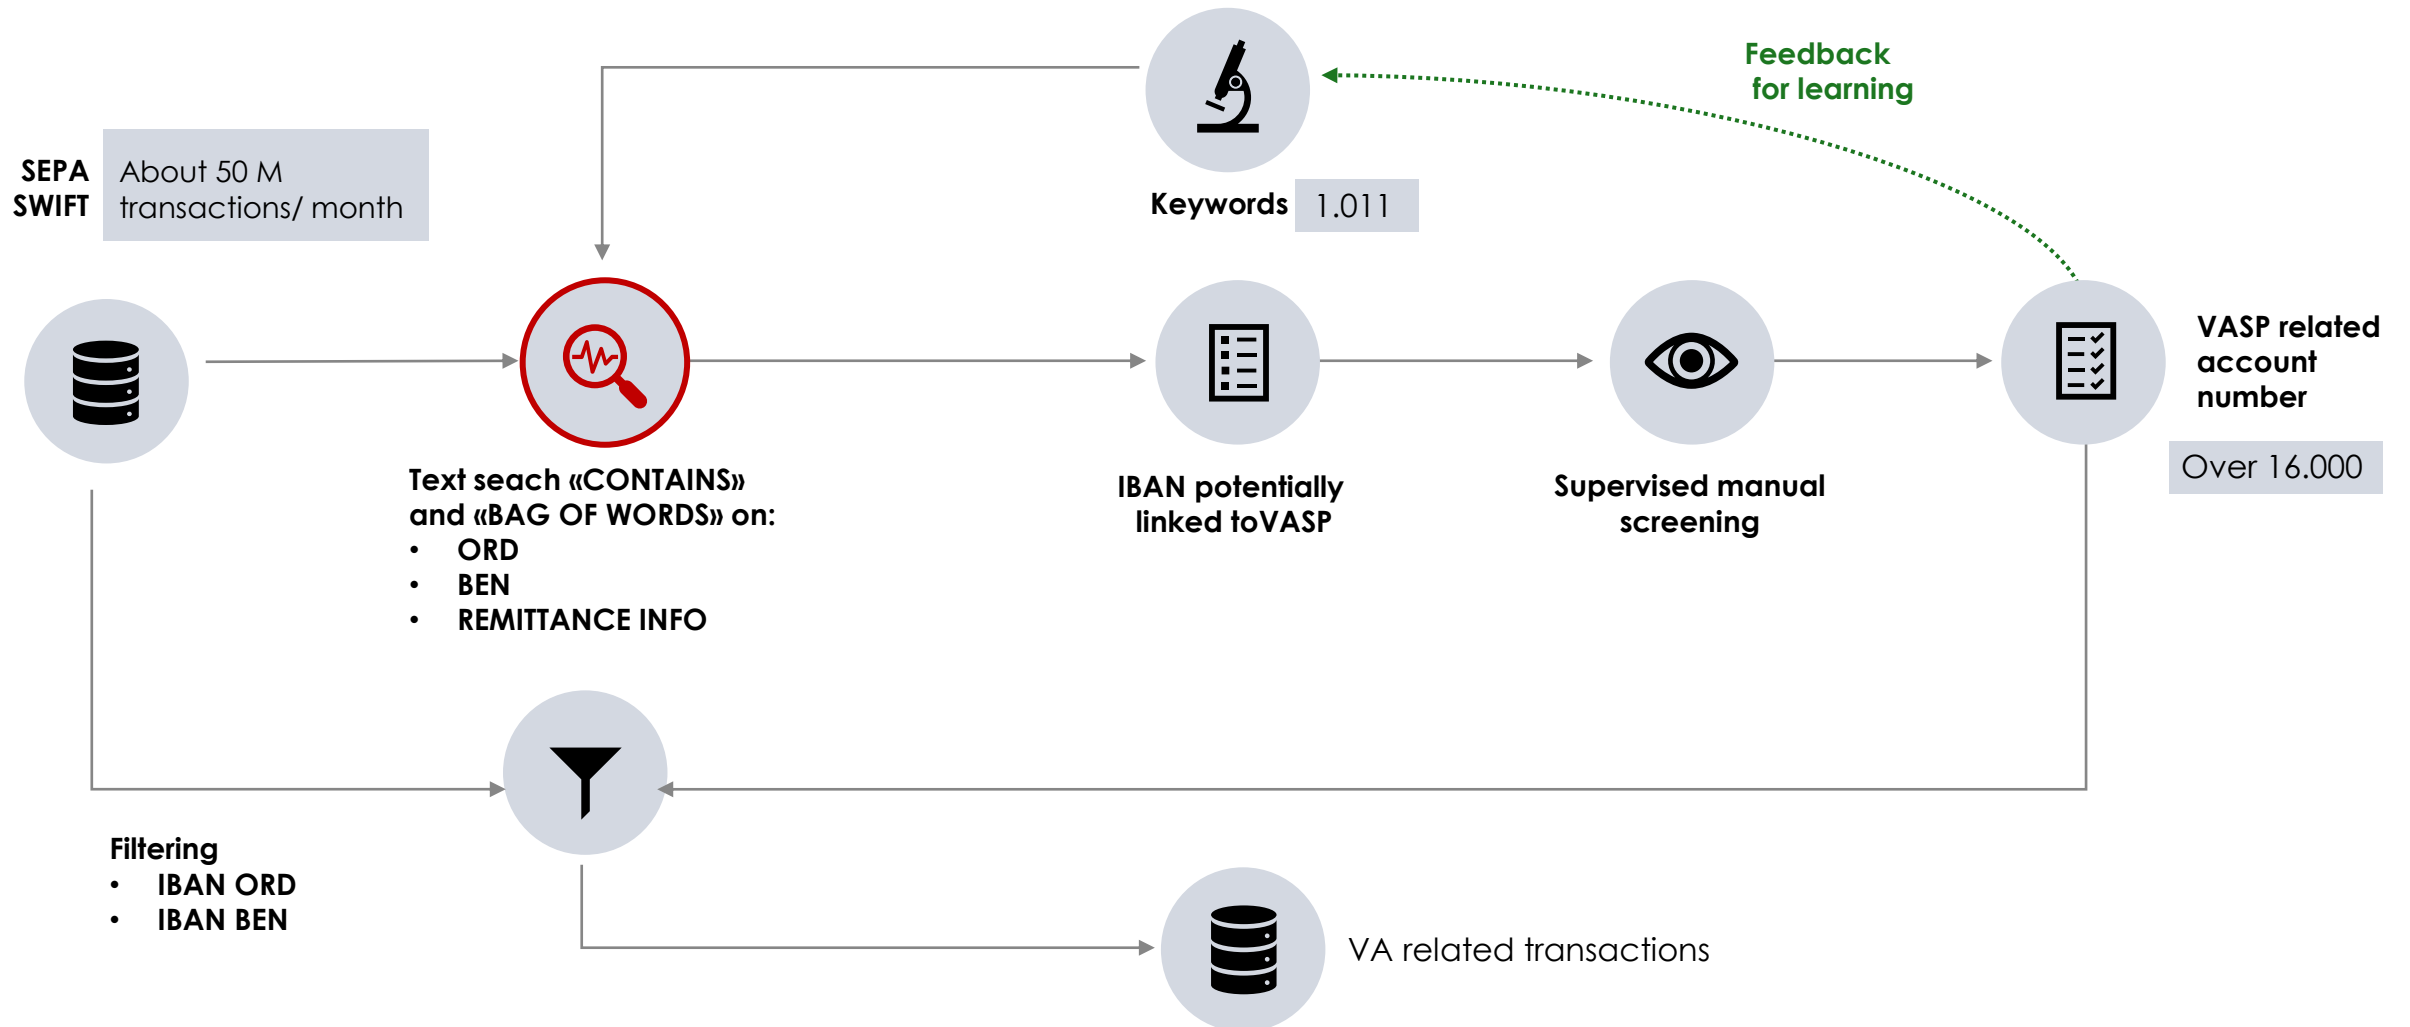 Feedback
for learning
SEPA
SWIFT
About 50 M
transactions/ month
Keywords
1.011
VASP related
account
number
Over 16.000
Text seach «CONTAINS»
and «BAG OF WORDS» on:
• ORD
• BEN
• REMITTANCE INFO
IBAN potentially
linked toVASP
Supervised manual
screening
Filtering
• IBAN ORD
• IBAN BEN
VA related transactions